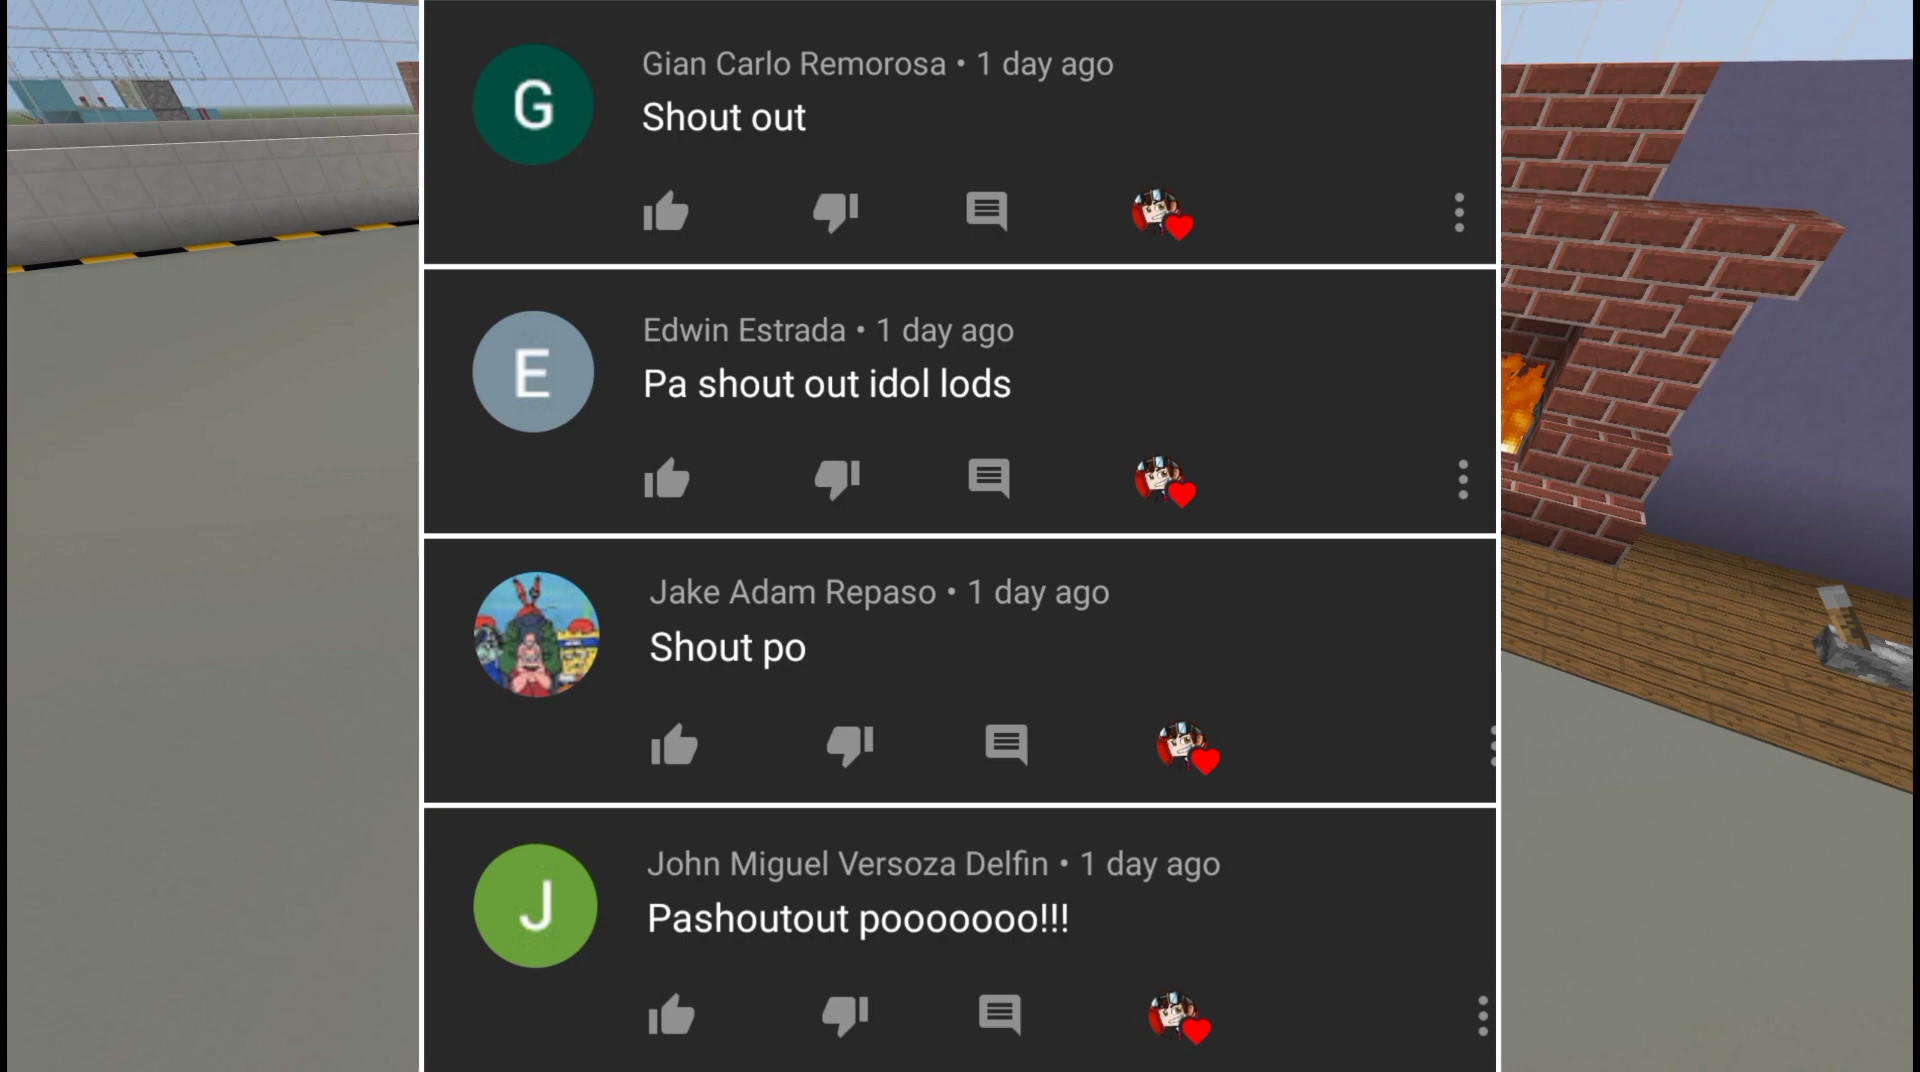 G
Gian Carlo Remorosa • 1 day ago
Shout out
E
Edwin Estrada • 1 day ago
Pa shout out idol lods
Jake Adam Repaso • 1 day ago
Shout po
J
John Miguel Versoza Delfin • 1 day ago
Pashoutout pooooooo!!!